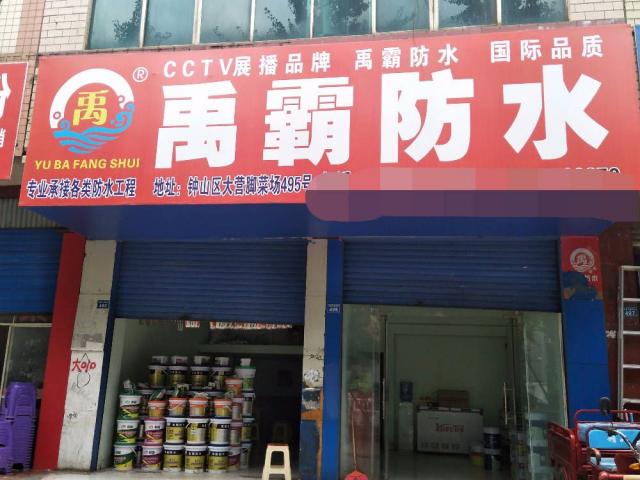 CCTV展播品牌 禹霸防水 国际品质
禹
®
禹霸防水
YU BA FANG SHUI
专业承接各类防水工程 地址：钟山区大营脚菜场495号
禹